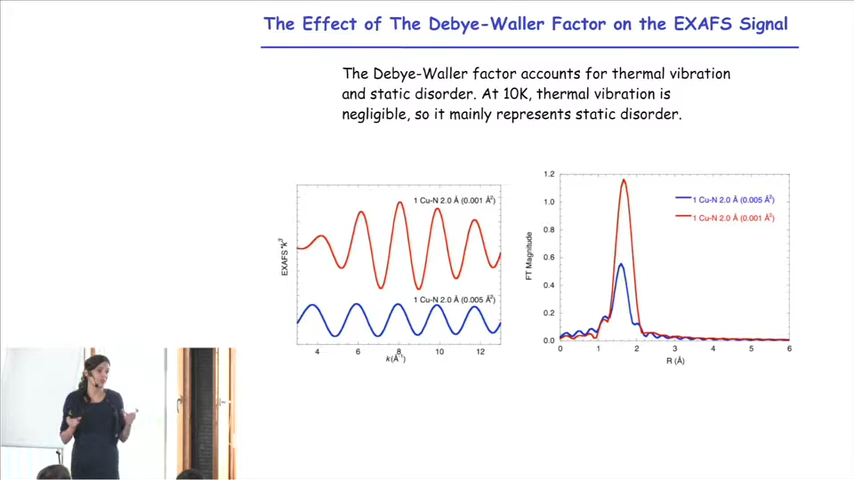 The Effect of The Debye-Waller Factor on the EXAFS Signal
The Debye-Waller factor accounts for thermal vibration
and static disorder. At 10K, thermal vibration is
negligible, so it mainly represents static disorder.
EXAFS*k³
1 Cu-N 2.0 Å (0.001 Å²)
1 Cu-N 2.0 Å (0.005 Å²)
4 6 8 10 12
k(Å⁻¹)
FT Magnitude
1.2
1.0
0.8
0.6
0.4
0.2
0.0
1 Cu-N 2.0 Å (0.005 Å²)
1 Cu-N 2.0 Å (0.001 Å²)
0 1 2 3 4 5 6
R (Å)